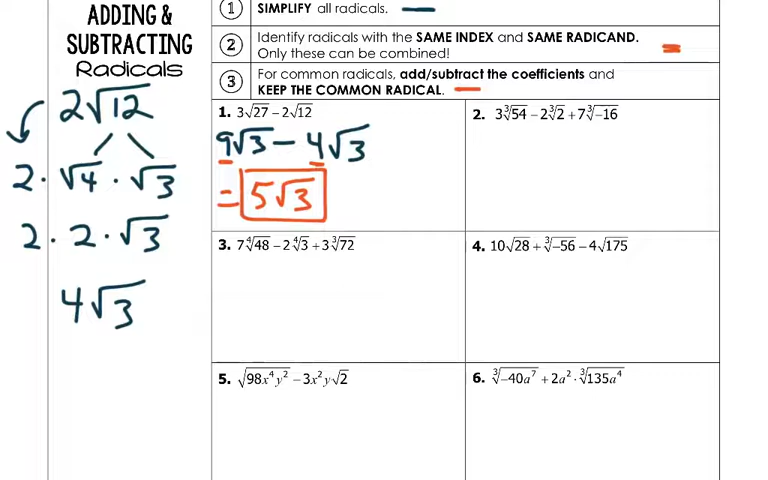 ADDING &
SUBTRACTING
Radicals
① SIMPLIFY all radicals.
② Identify radicals with the SAME INDEX and SAME RADICAND.
Only these can be combined!
③ For common radicals, add/subtract the coefficients and
KEEP THE COMMON RADICAL.
2√12
2 · √4 · √3
2 · 2 · √3
4√3
1. 3√27 − 2√12
9√3 − 4√3
= 5√3
2. 3∛54 − 2∛2 + 7∛−16
3. 7∜48 − 2∜3 + 3∛72
4. 10√28 + ∛−56 − 4√175
5. √98x⁴y² − 3x²y√2
6. ∛−40a⁷ + 2a² · ∛135a⁴